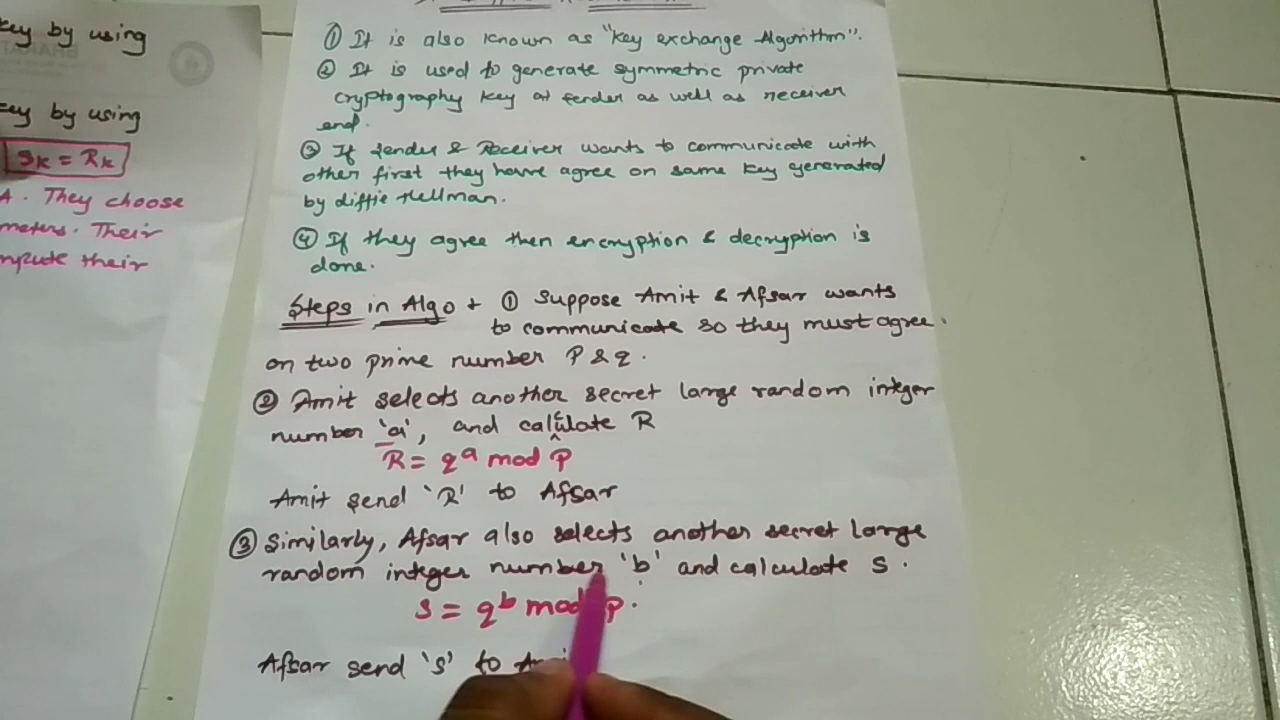 key by using
key by using
SK = RK
A. They choose
meters. Their
mpute their
① It is also known as "key exchange Algorithm".
② It is used to generate symmetric private
cryptography key at sender as well as receiver
end.
③ If sender & Receiver wants to communicate with
other first they have agree on same key generated
by diffie Hellman.
④ If they agree then encryption & decryption is
done.
Steps in Algo → ① Suppose Amit & Afsar wants
to communicate so they must agree.
on two prime number P & q.
② Amit selects another secret large random integer
number 'a', and calculate R
R = q^a mod p
Amit send 'R' to Afsar
③ Similarly, Afsar also selects another secret large
random integer number 'b' and calculate S.
S = q^b mod p.
Afsar send 's' to Ami